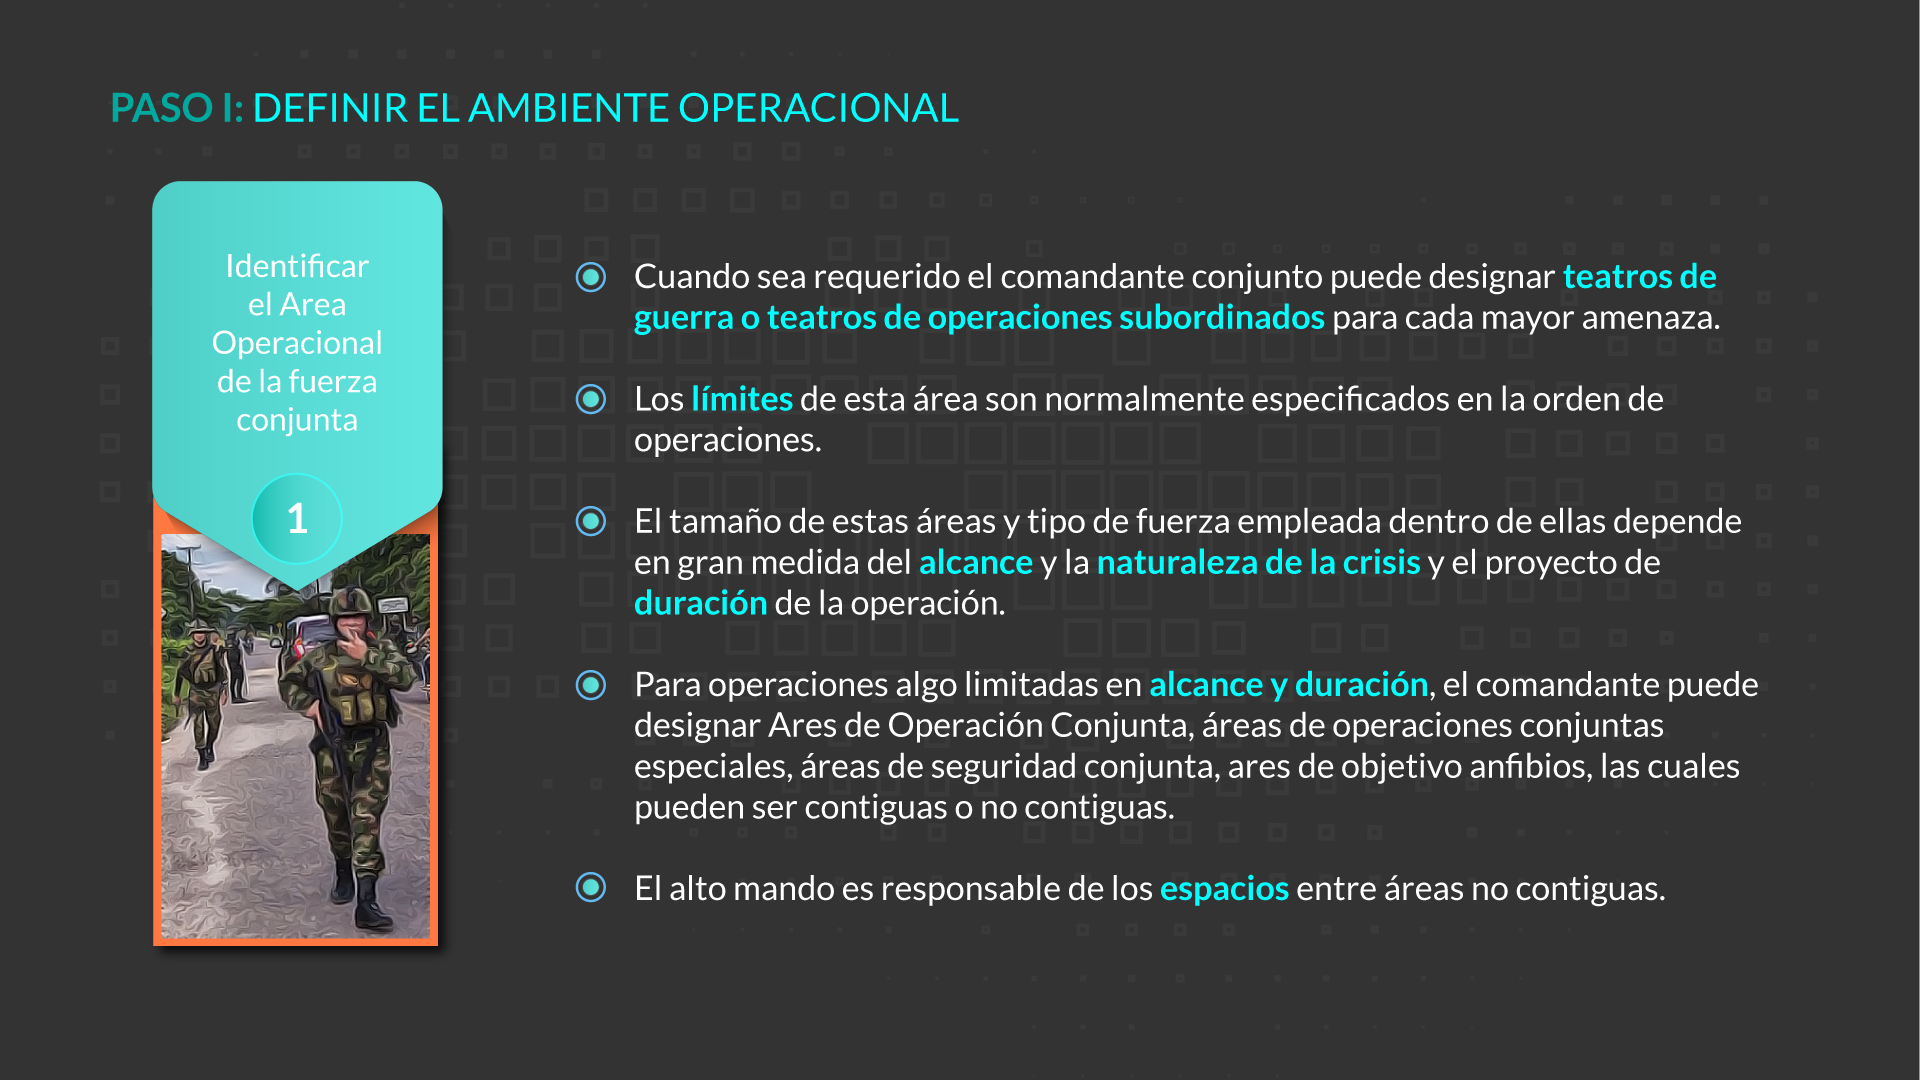 PASO I: DEFINIR EL AMBIENTE OPERACIONAL
Identificar
el Area
Operacional
de la fuerza
conjunta
1
Cuando sea requerido el comandante conjunto puede designar teatros de
guerra o teatros de operaciones subordinados para cada mayor amenaza.
Los límites de esta área son normalmente especificados en la orden de
operaciones.
El tamaño de estas áreas y tipo de fuerza empleada dentro de ellas depende
en gran medida del alcance y la naturaleza de la crisis y el proyecto de
duración de la operación.
Para operaciones algo limitadas en alcance y duración, el comandante puede
designar Ares de Operación Conjunta, áreas de operaciones conjuntas
especiales, áreas de seguridad conjunta, ares de objetivo anfibios, las cuales
pueden ser contiguas o no contiguas.
El alto mando es responsable de los espacios entre áreas no contiguas.